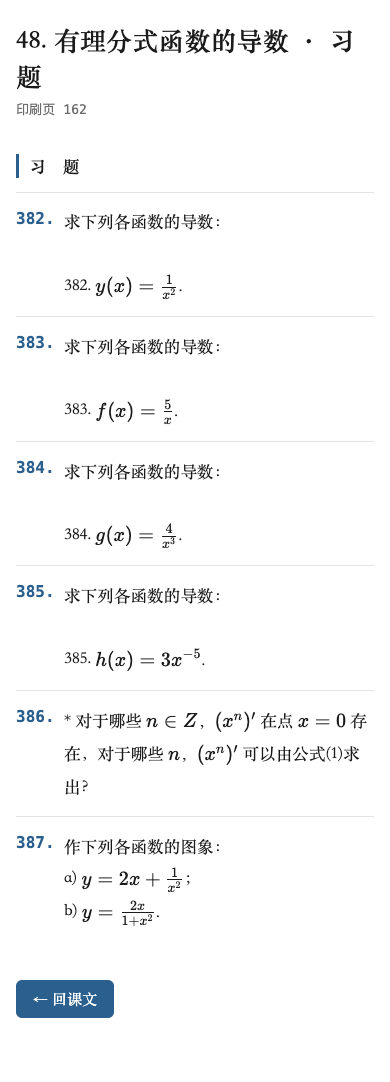 48. 有理分式函数的导数 · 习
题
印刷页 162
习 题
382. 求下列各函数的导数：
382. y(x) = 1/x².
383. 求下列各函数的导数：
383. f(x) = 5/x.
384. 求下列各函数的导数：
384. g(x) = 4/x³.
385. 求下列各函数的导数：
385. h(x) = 3x⁻⁵.
386. * 对于哪些 n ∈ Z，(xⁿ)′ 在点 x = 0 存
在，对于哪些 n，(xⁿ)′ 可以由公式(1)求
出?
387. 作下列各函数的图象：
a) y = 2x + 1/x²；
b) y = 2x/(1+x²).
← 回课文